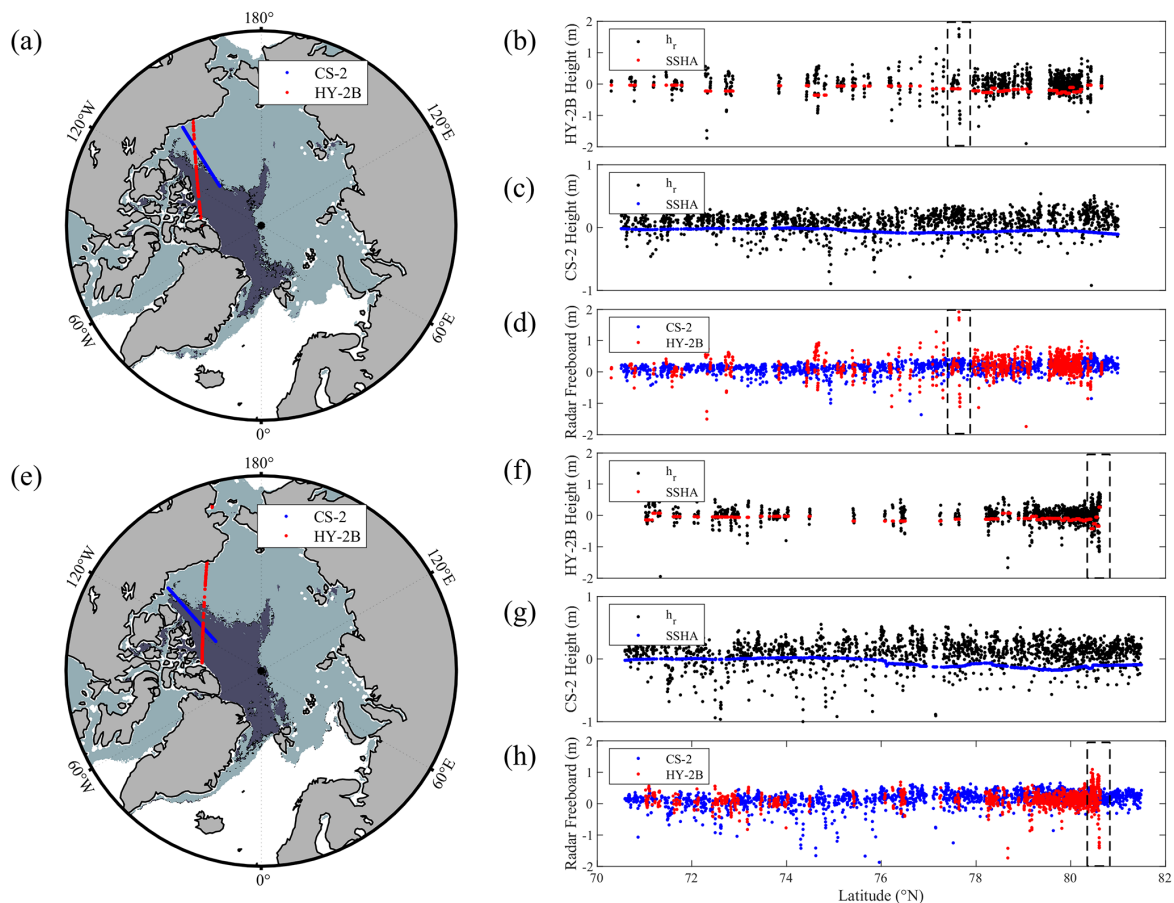 (a)
180°
CS-2
HY-2B
120°W
120°E
60°W
60°E
0°
(b)
HY-2B Height (m)
2
1
0
-1
-2
h_r
SSHA
(c)
CS-2 Height (m)
1
0
-1
h_r
SSHA
(d)
Radar Freeboard (m)
2
1
0
-1
-2
CS-2
HY-2B
(e)
180°
CS-2
HY-2B
120°W
120°E
60°W
60°E
0°
(f)
HY-2B Height (m)
2
1
0
-1
-2
h_r
SSHA
(g)
CS-2 Height (m)
1
0
-1
h_r
SSHA
(h)
Radar Freeboard (m)
2
1
0
-1
-2
CS-2
HY-2B
70 72 74 76 78 80 82
Latitude (°N)